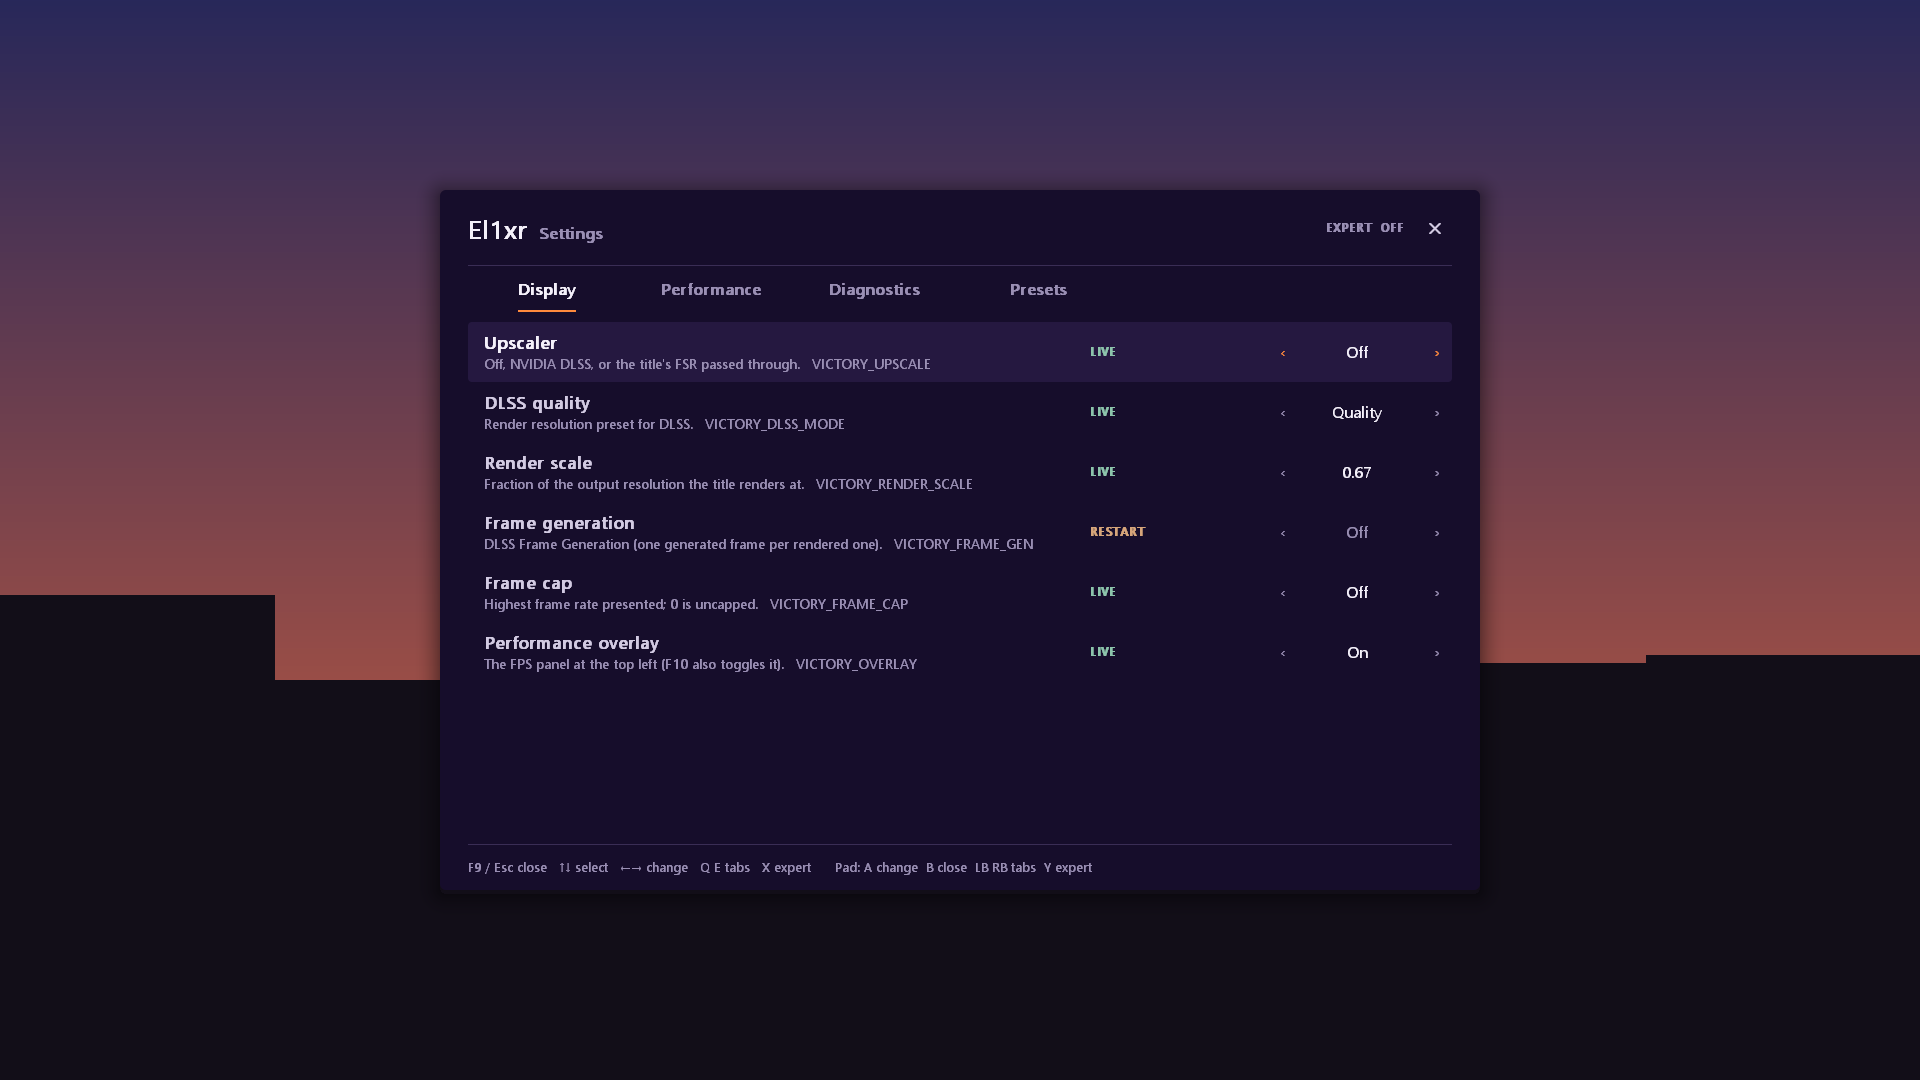 El1xr Settings EXPERT OFF ✕
Display Performance Diagnostics Presets
Upscaler
Off, NVIDIA DLSS, or the title's FSR passed through. VICTORY_UPSCALE
LIVE ‹ Off ›
DLSS quality
Render resolution preset for DLSS. VICTORY_DLSS_MODE
LIVE ‹ Quality ›
Render scale
Fraction of the output resolution the title renders at. VICTORY_RENDER_SCALE
LIVE ‹ 0.67 ›
Frame generation
DLSS Frame Generation (one generated frame per rendered one). VICTORY_FRAME_GEN
RESTART ‹ Off ›
Frame cap
Highest frame rate presented; 0 is uncapped. VICTORY_FRAME_CAP
LIVE ‹ Off ›
Performance overlay
The FPS panel at the top left (F10 also toggles it). VICTORY_OVERLAY
LIVE ‹ On ›
F9 / Esc close ↑↓ select ←→ change Q E tabs X expert Pad: A change B close LB RB tabs Y expert